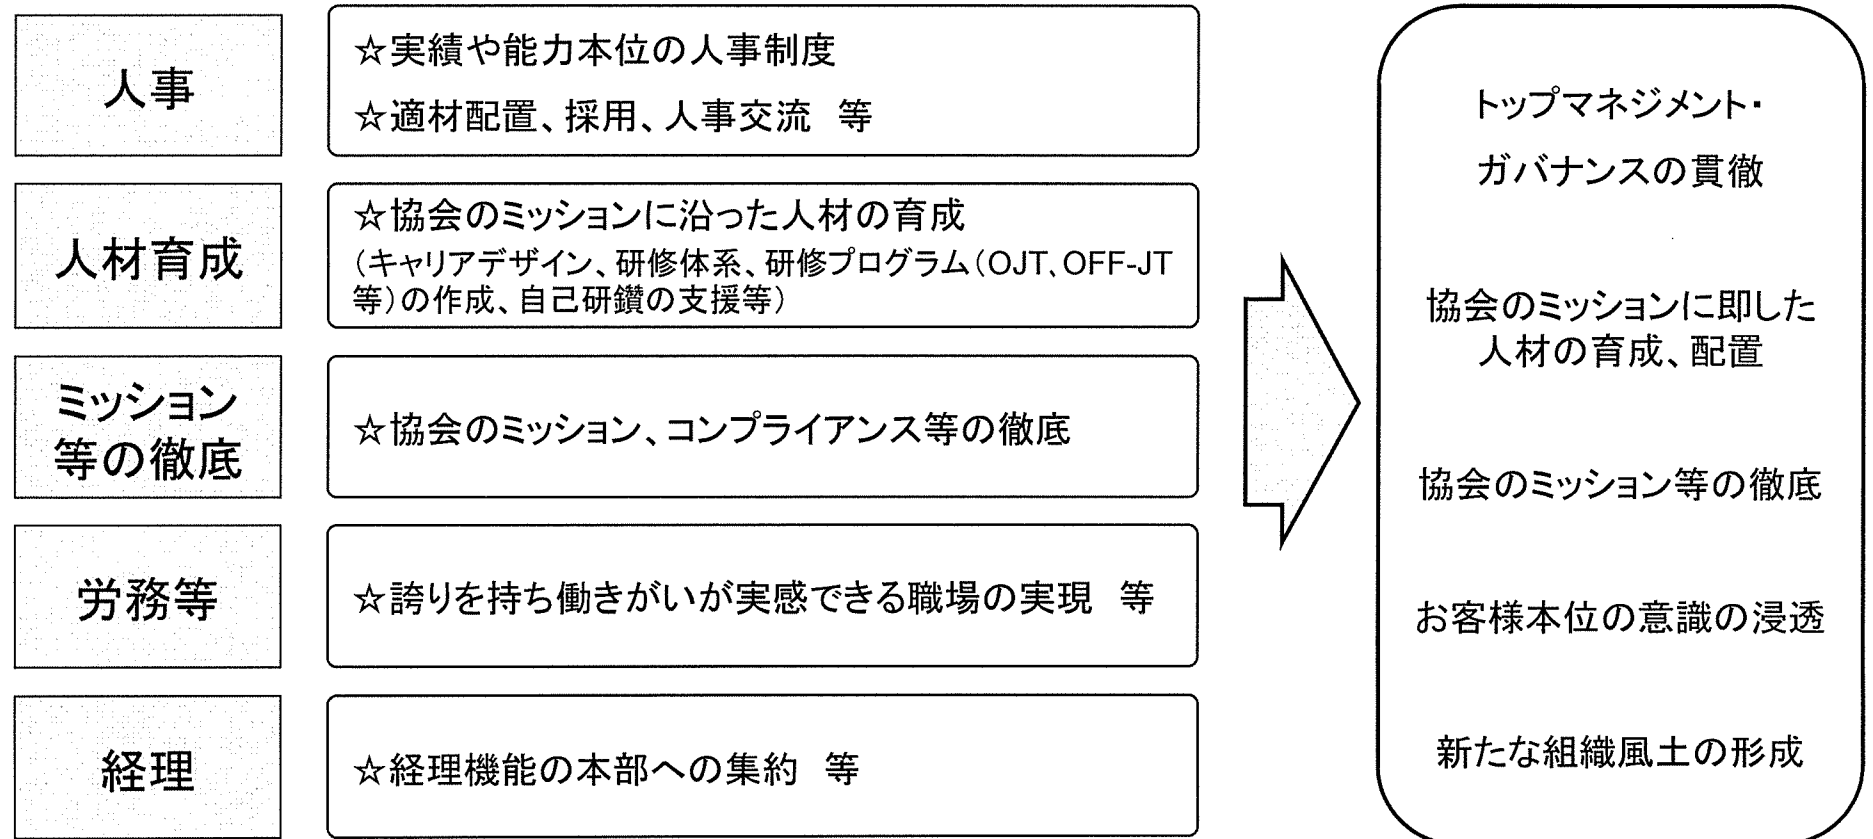 人事
☆実績や能力本位の人事制度
☆適材配置、採用、人事交流　等
人材育成
☆協会のミッションに沿った人材の育成
（キャリアデザイン、研修体系、研修プログラム（OJT、OFF-JT
等）の作成、自己研鑽の支援等）
ミッション
等の徹底
☆協会のミッション、コンプライアンス等の徹底
労務等
☆誇りを持ち働きがいが実感できる職場の実現　等
経理
☆経理機能の本部への集約　等
トップマネジメント・
ガバナンスの貫徹
協会のミッションに即した
人材の育成、配置
協会のミッション等の徹底
お客様本位の意識の浸透
新たな組織風土の形成